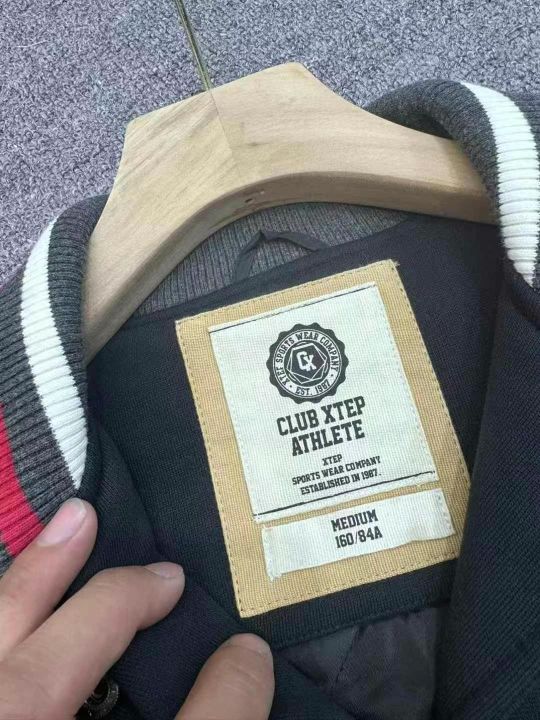 XTEP SPORTS WEAR COMPANY
CX
EST. 1987
CLUB XTEP
ATHLETE
XTEP
SPORTS WEAR COMPANY
ESTABLISHED IN 1987.
MEDIUM
160/84A